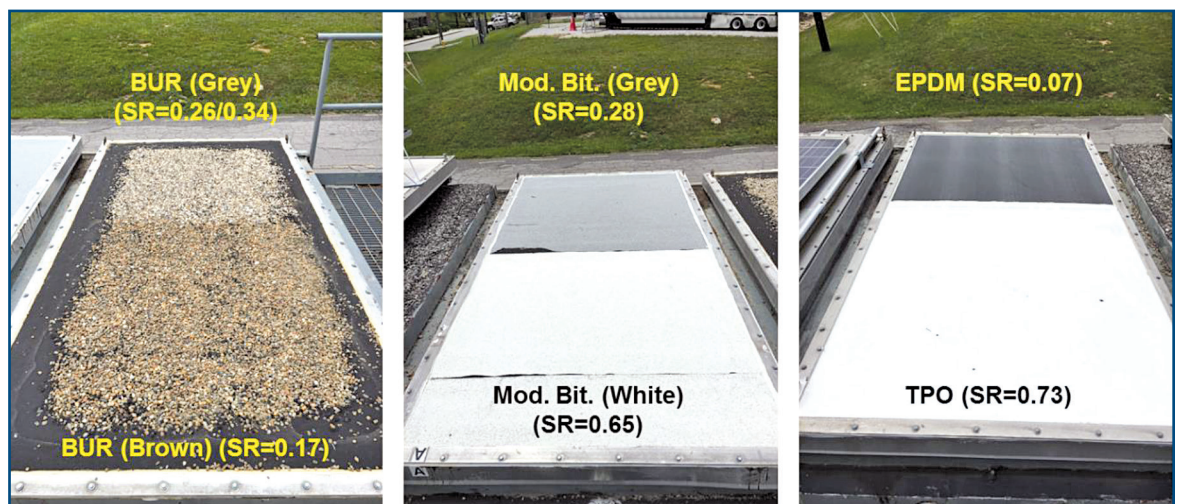 BUR (Grey)
(SR=0.26/0.34)
BUR (Brown) (SR=0.17)
Mod. Bit. (Grey)
(SR=0.28)
Mod. Bit. (White)
(SR=0.65)
A
EPDM (SR=0.07)
TPO (SR=0.73)